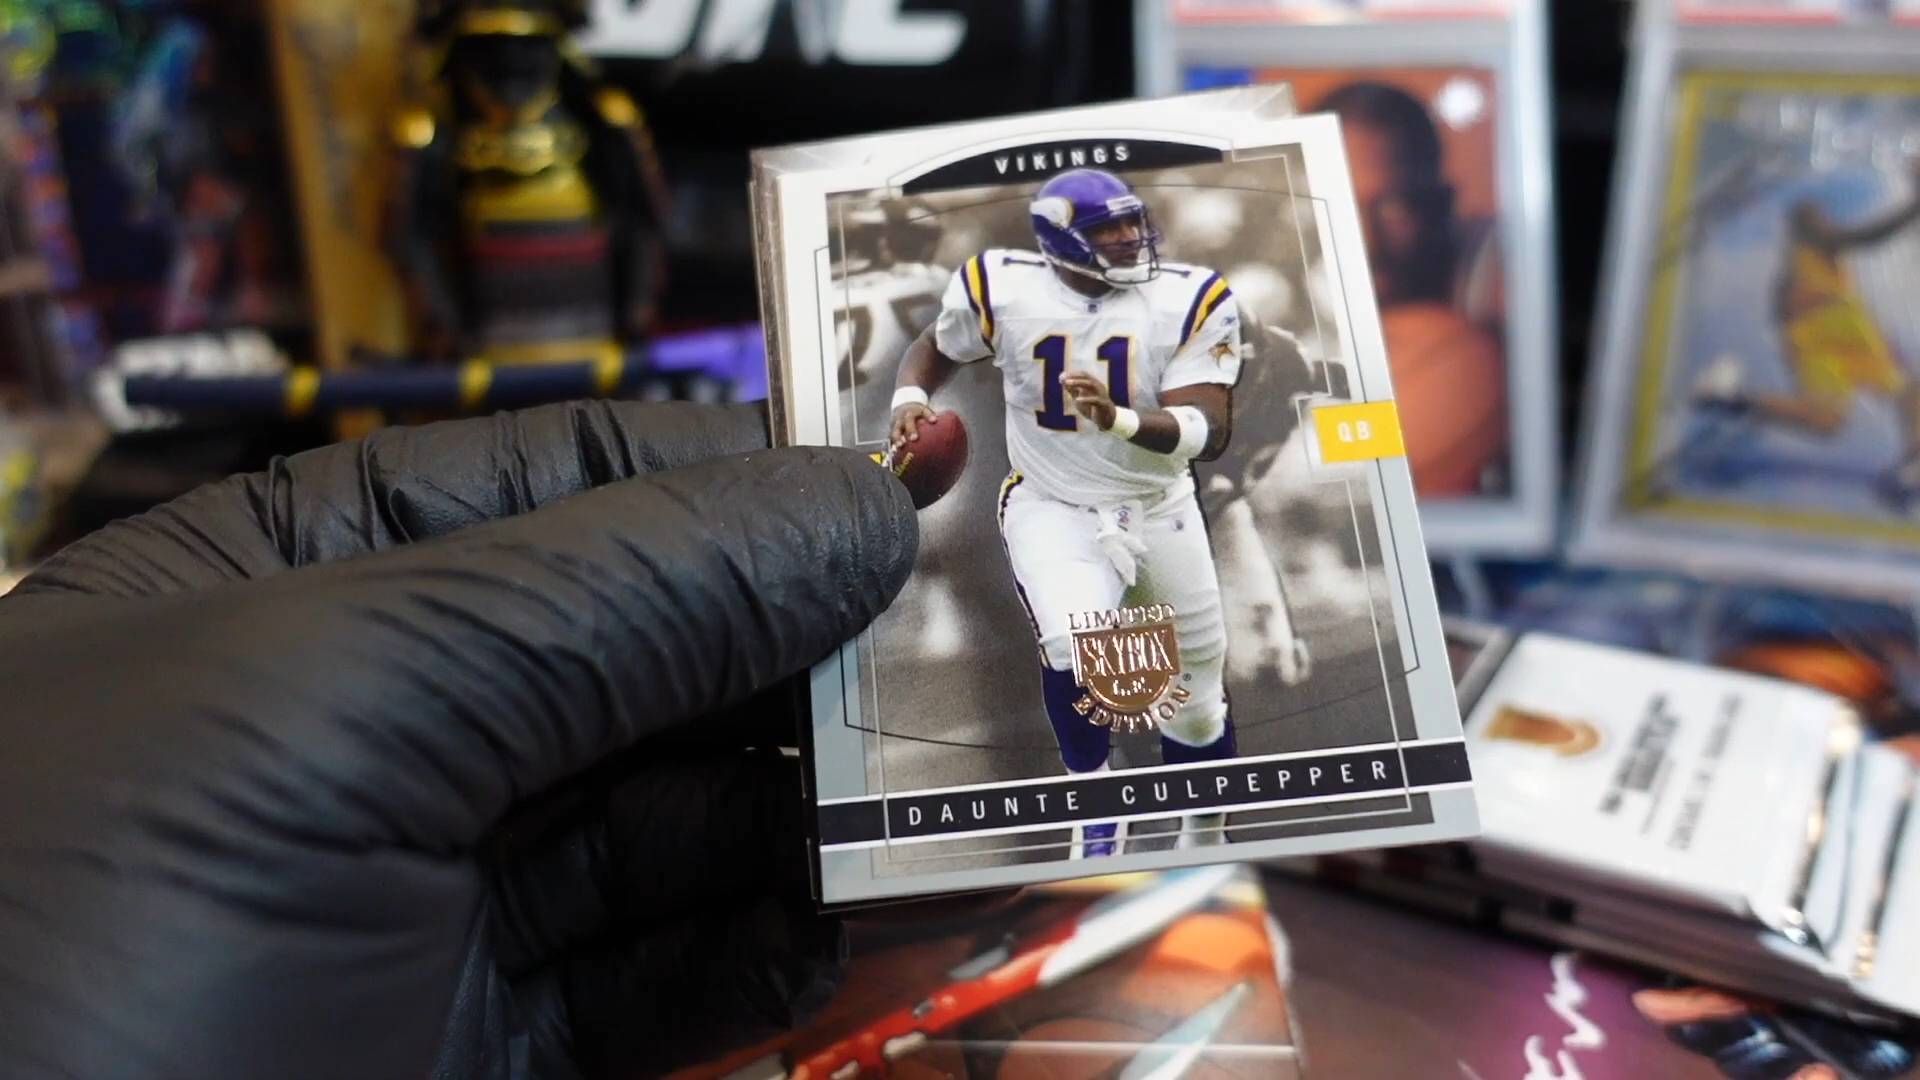 VIKINGS
11
QB
LIMITED
SKYBOX
L.E.
EDITION
DAUNTE CULPEPPER